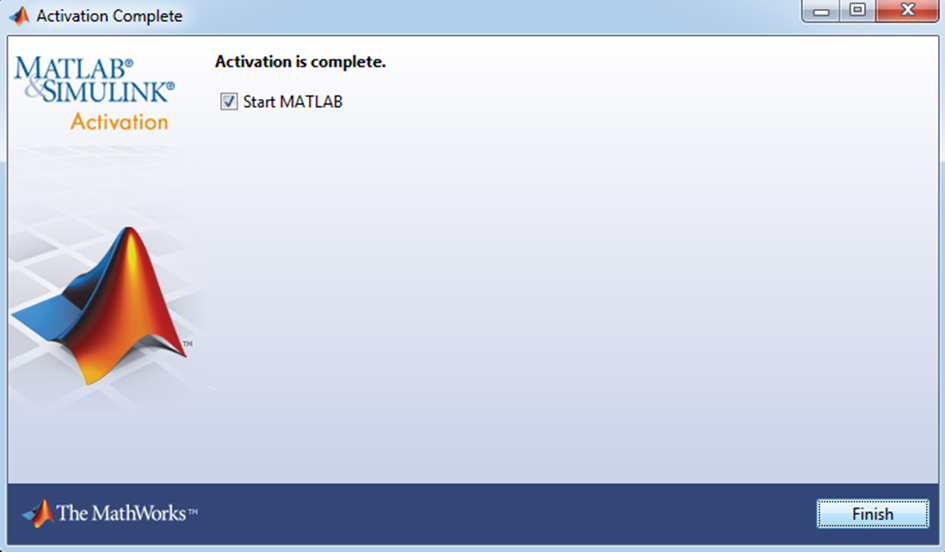 Activation Complete
MATLAB®
&SIMULINK®
Activation
Activation is complete.
Start MATLAB
TM
The MathWorks™
Finish